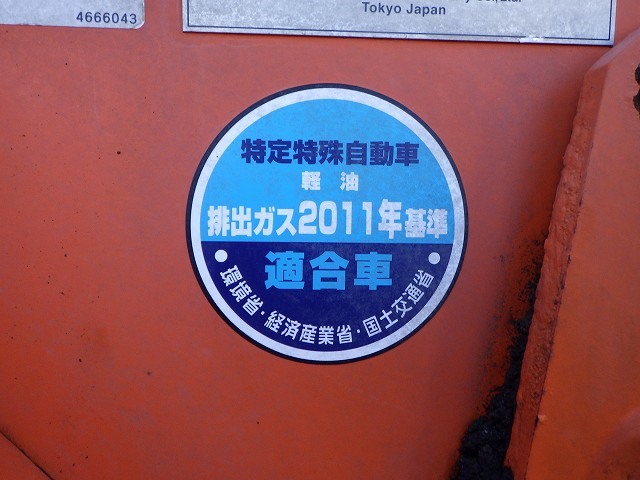 4666043
Tokyo Japan
特定特殊自動車
軽油
排出ガス2011年基準
適合車
環境省・経済産業省・国土交通省